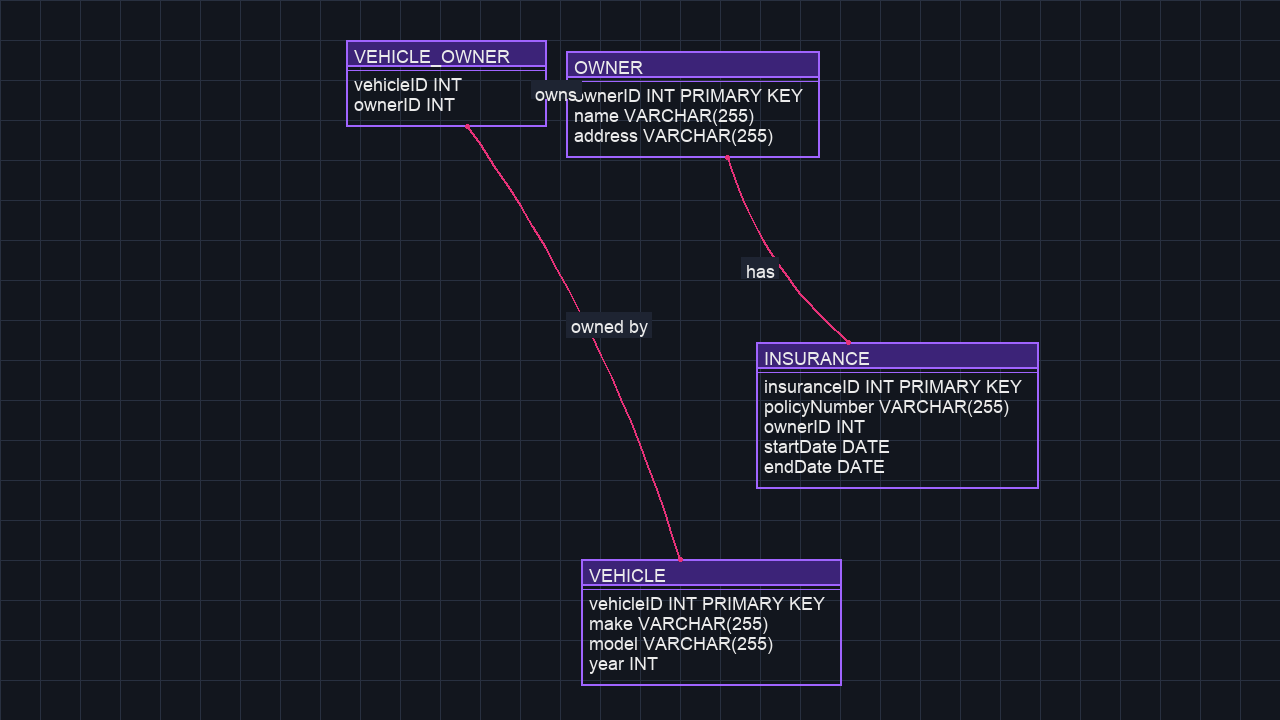 VEHICLE_OWNER
vehicleID INT
ownerID INT
owns
OWNER
ownerID INT PRIMARY KEY
name VARCHAR(255)
address VARCHAR(255)
has
owned by
INSURANCE
insuranceID INT PRIMARY KEY
policyNumber VARCHAR(255)
ownerID INT
startDate DATE
endDate DATE
VEHICLE
vehicleID INT PRIMARY KEY
make VARCHAR(255)
model VARCHAR(255)
year INT